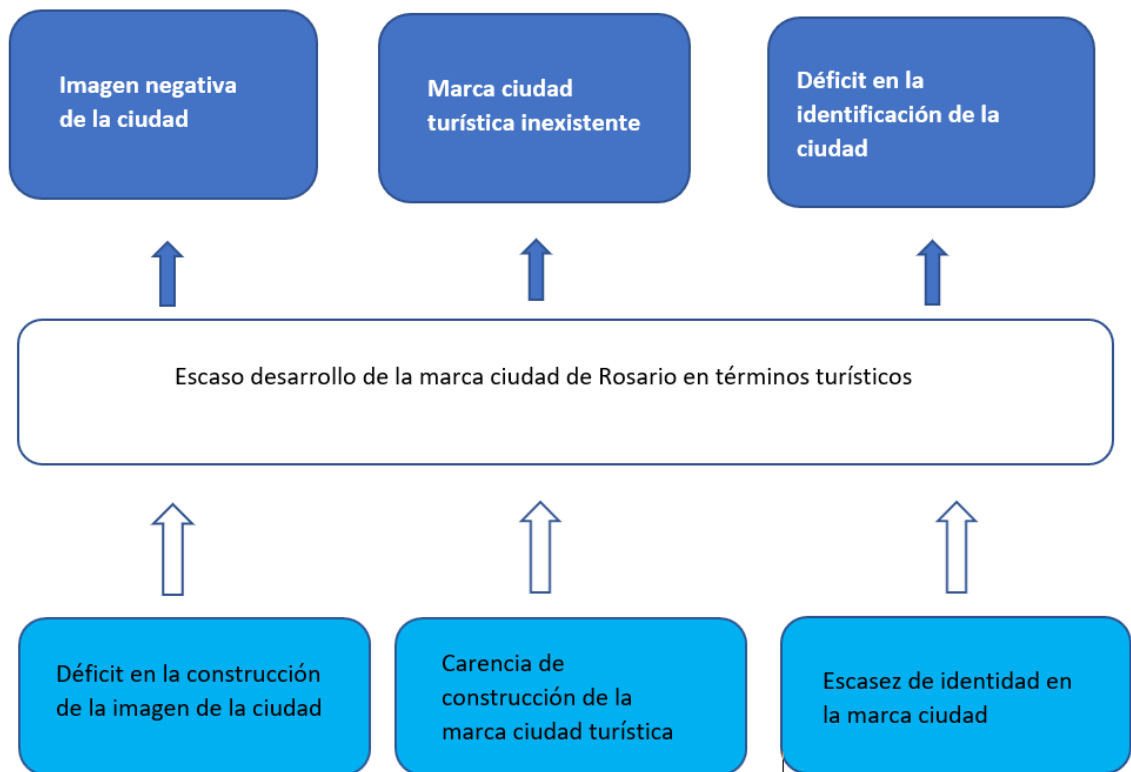 Imagen negativa
de la ciudad
Marca ciudad
turística inexistente
Déficit en la
identificación de la
ciudad
Escaso desarrollo de la marca ciudad de Rosario en términos turísticos
Déficit en la construcción
de la imagen de la ciudad
Carencia de
construcción de la
marca ciudad turística
Escasez de identidad en
la marca ciudad